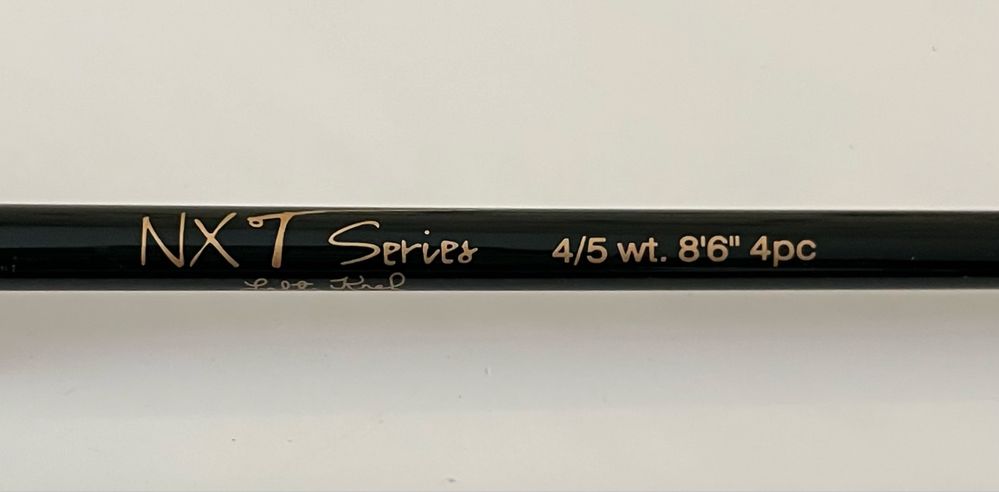 NXT Series 4/5 wt. 8'6" 4pc